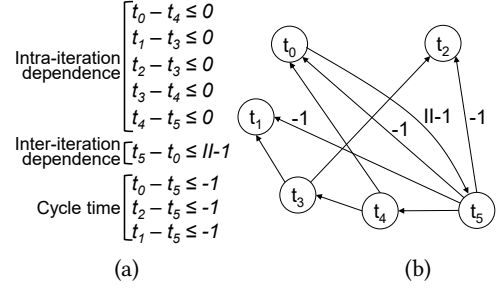 t0 – t4 ≤ 0
t1 – t3 ≤ 0
Intra-iteration dependence
t2 – t3 ≤ 0
t3 – t4 ≤ 0
t4 – t5 ≤ 0
Inter-iteration dependence
t5 – t0 ≤ II-1
t0 – t5 ≤ -1
Cycle time
t2 – t5 ≤ -1
t1 – t5 ≤ -1
(a)
t0
t2
t1
-1
-1
II-1
-1
t3
t4
t5
(b)